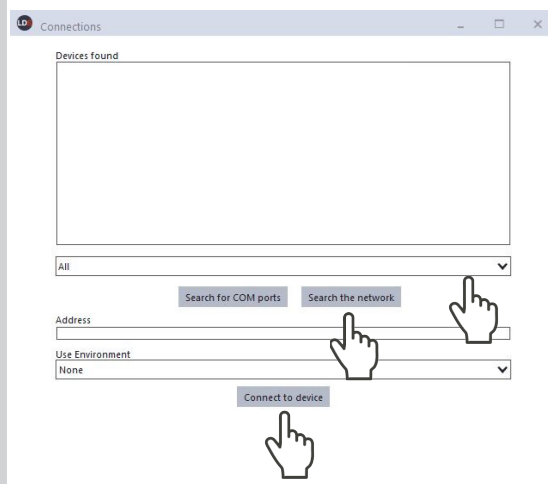 LD
Connections
Devices found
All
Search for COM ports Search the network
Address
Use Environment
None
Connect to device